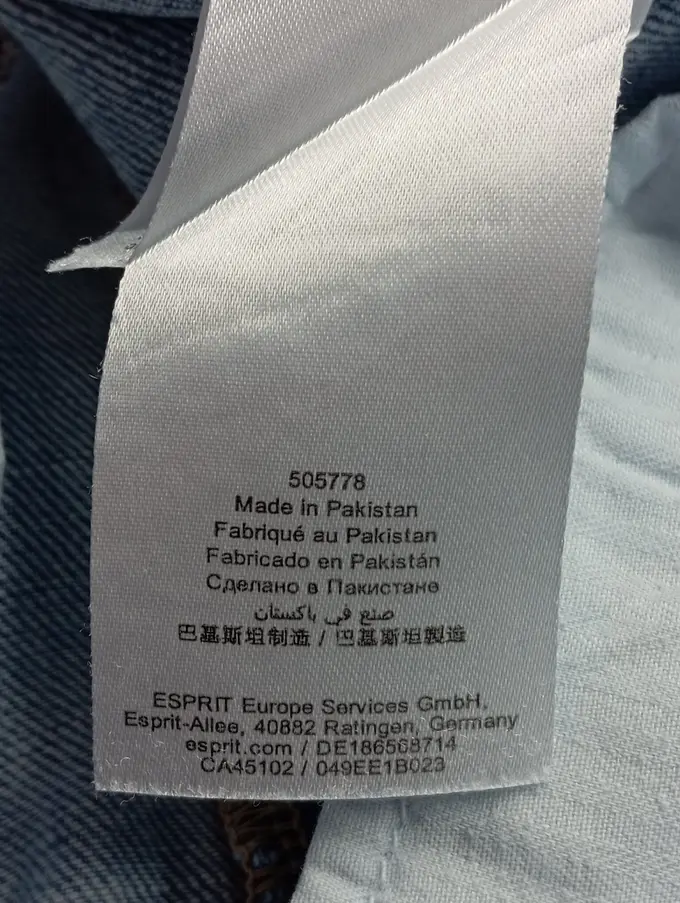 505778
Made in Pakistan
Fabriqué au Pakistan
Fabricado en Pakistán
Сделано в Пакистане
صنع في باكستان
巴基斯坦制造 / 巴基斯坦製造
ESPRIT Europe Services GmbH,
Esprit-Allee, 40882 Ratingen, Germany
esprit.com / DE186568714
CA45102 / 049EE1B023